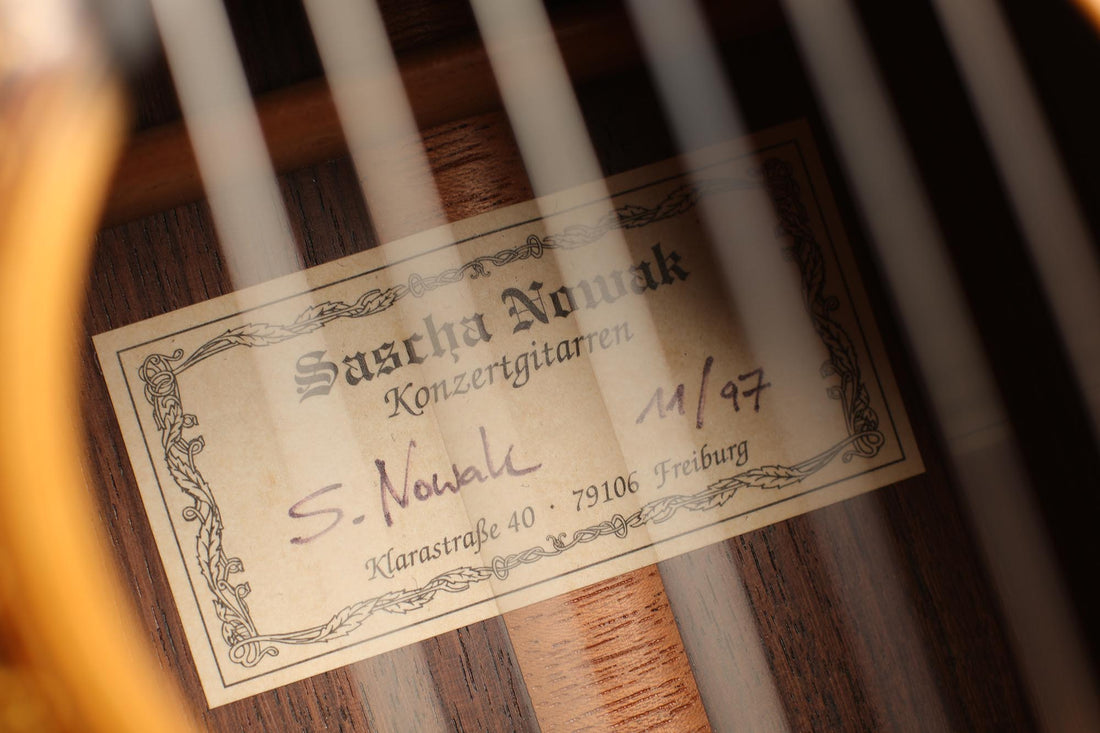 Sascha Nowak
Konzertgitarren
S. Nowak 11/97
Klarastraße 40 · 79106 Freiburg